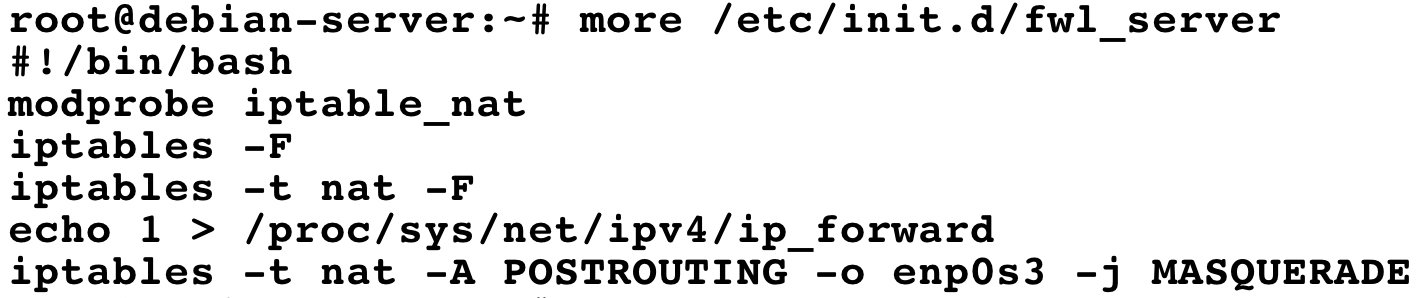 root@debian-server:~# more /etc/init.d/fwl_server
#!/bin/bash
modprobe iptable_nat
iptables -F
iptables -t nat -F
echo 1 > /proc/sys/net/ipv4/ip_forward
iptables -t nat -A POSTROUTING -o enp0s3 -j MASQUERADE